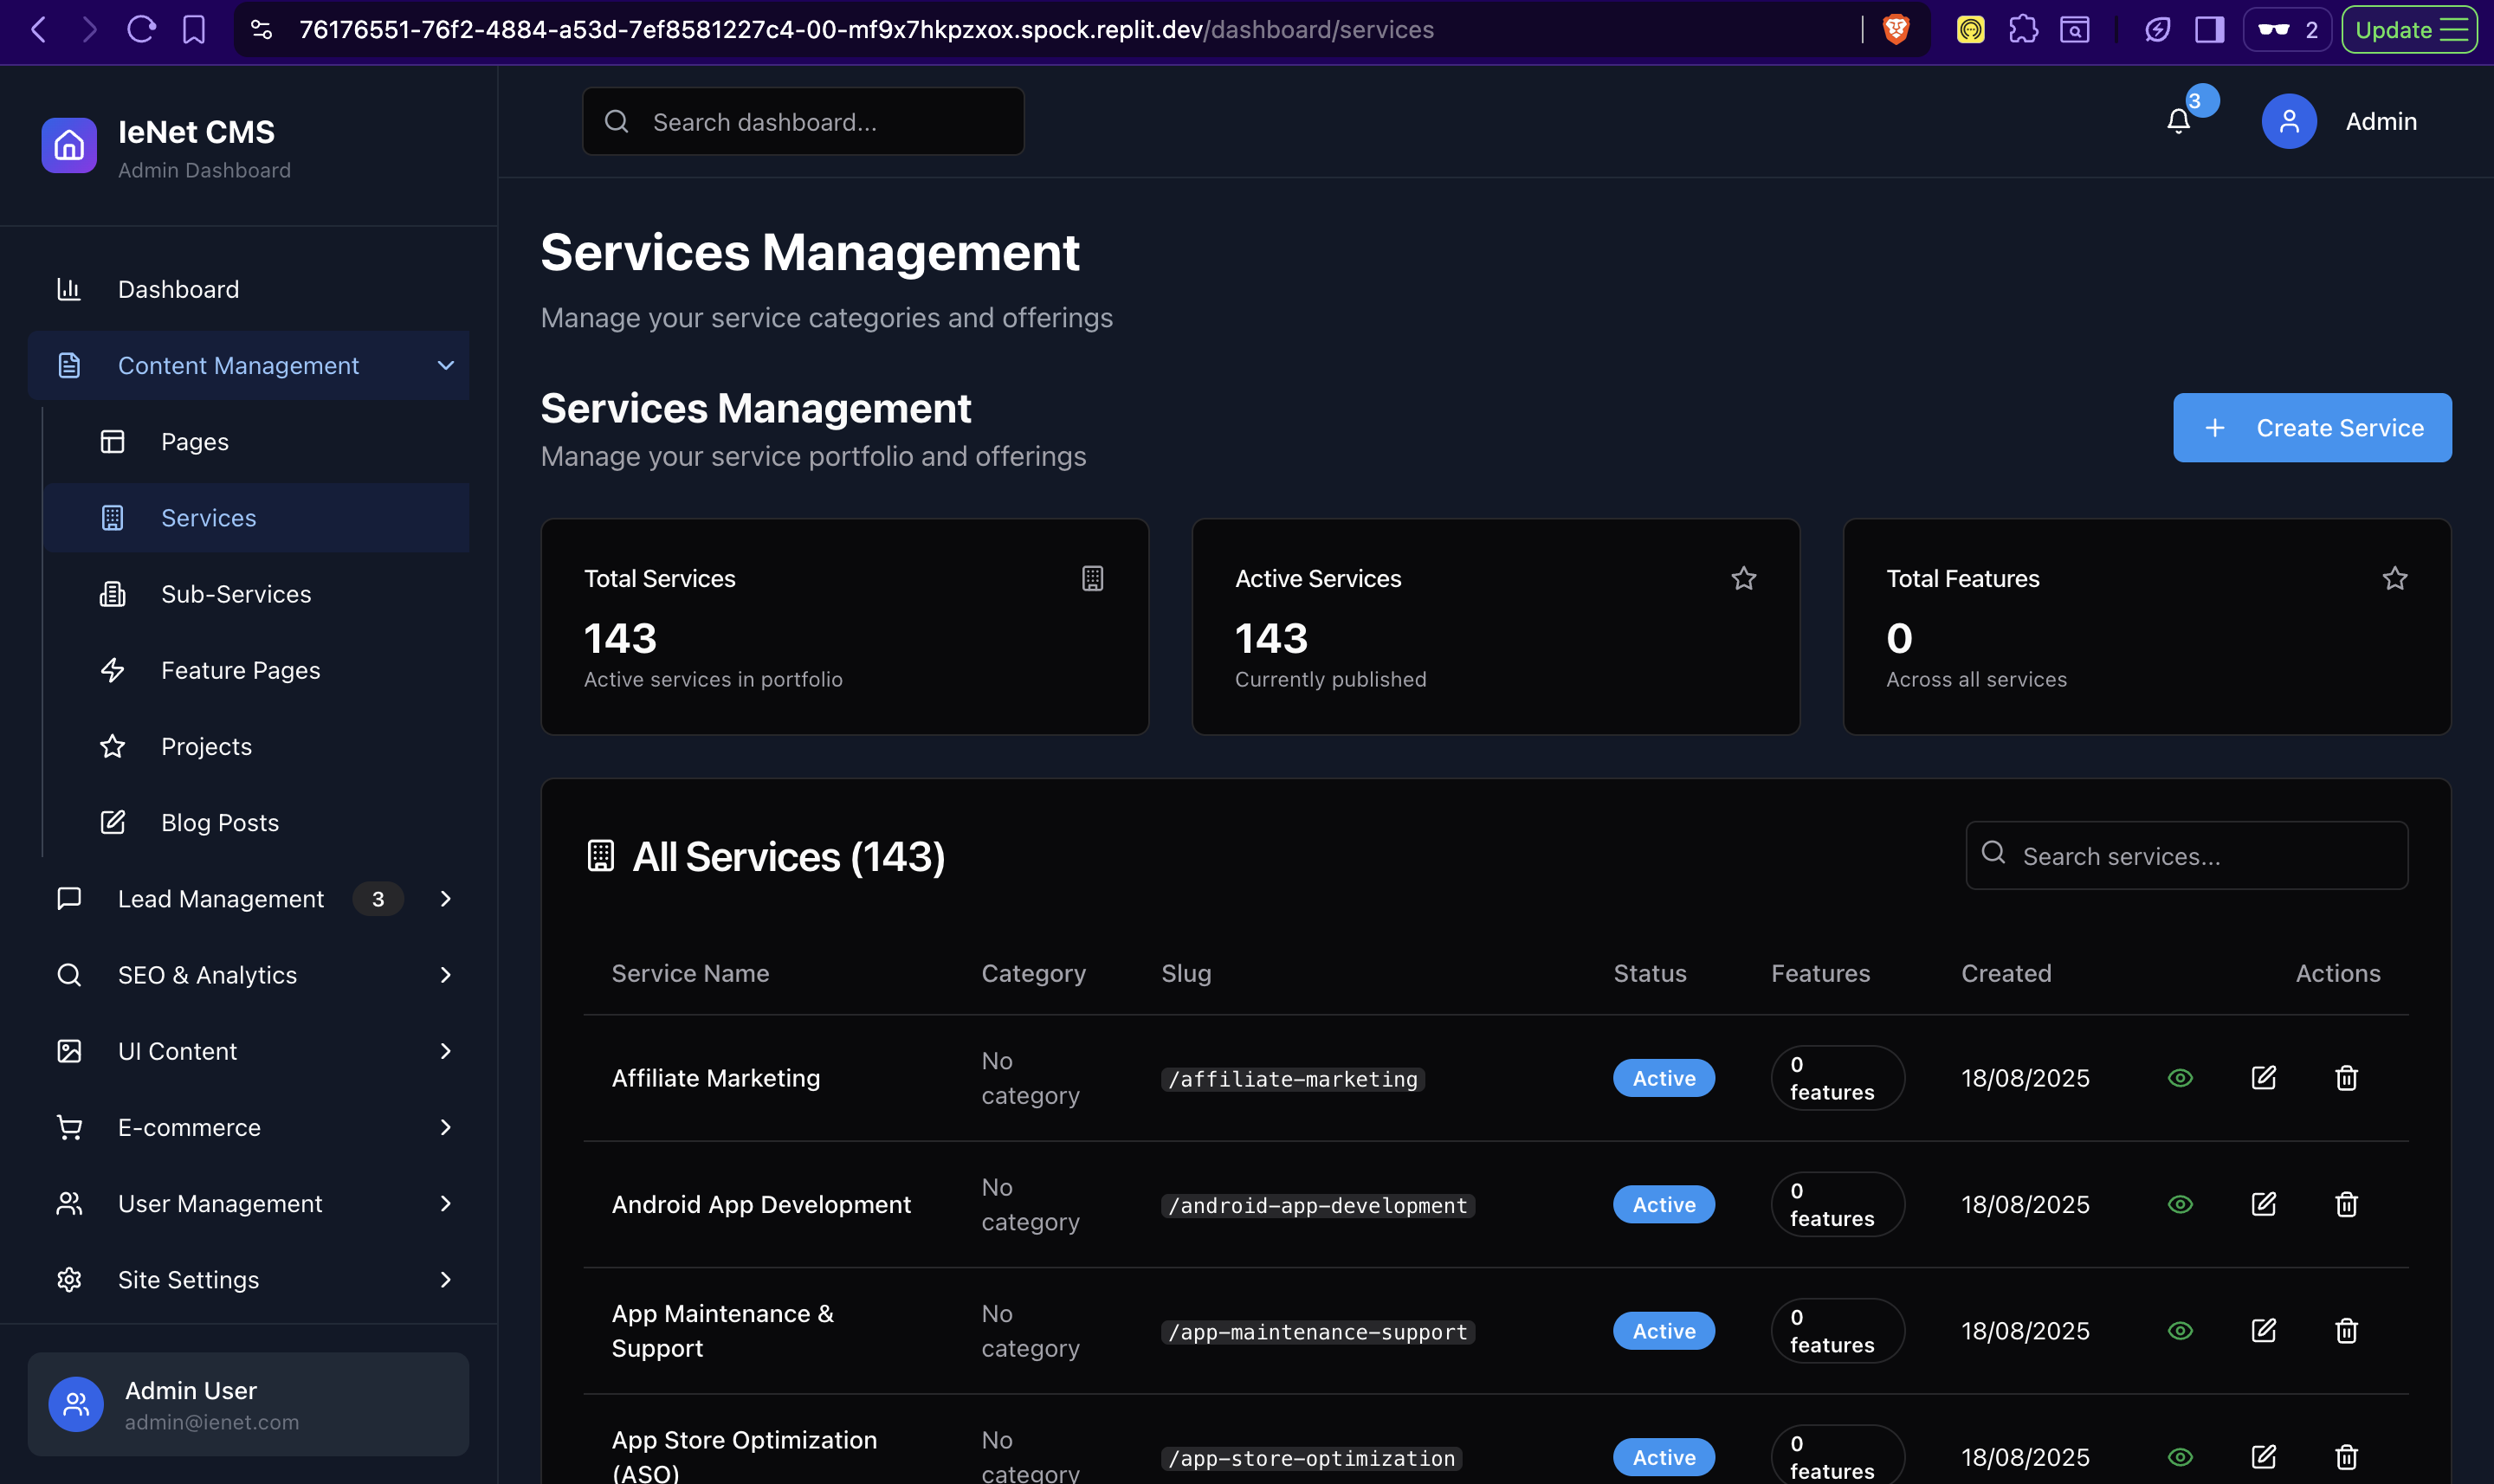 76176551-76f2-4884-a53d-7ef8581227c4-00-mf9x7hkpzxox.spock.replit.dev/dashboard/services
2
Update
IeNet CMS
Admin Dashboard
Search dashboard...
3
Admin
Dashboard
Content Management
Pages
Services
Sub-Services
Feature Pages
Projects
Blog Posts
Lead Management 3
SEO & Analytics
UI Content
E-commerce
User Management
Site Settings
Admin User
admin@ienet.com
Services Management
Manage your service categories and offerings
Services Management
Manage your service portfolio and offerings
Create Service
Total Services
143
Active services in portfolio
Active Services
143
Currently published
Total Features
0
Across all services
All Services (143)
Search services...
Service Name Category Slug Status Features Created Actions
Affiliate Marketing No category /affiliate-marketing Active 0 features 18/08/2025
Android App Development No category /android-app-development Active 0 features 18/08/2025
App Maintenance & Support No category /app-maintenance-support Active 0 features 18/08/2025
App Store Optimization (ASO) No category /app-store-optimization Active 0 features 18/08/2025